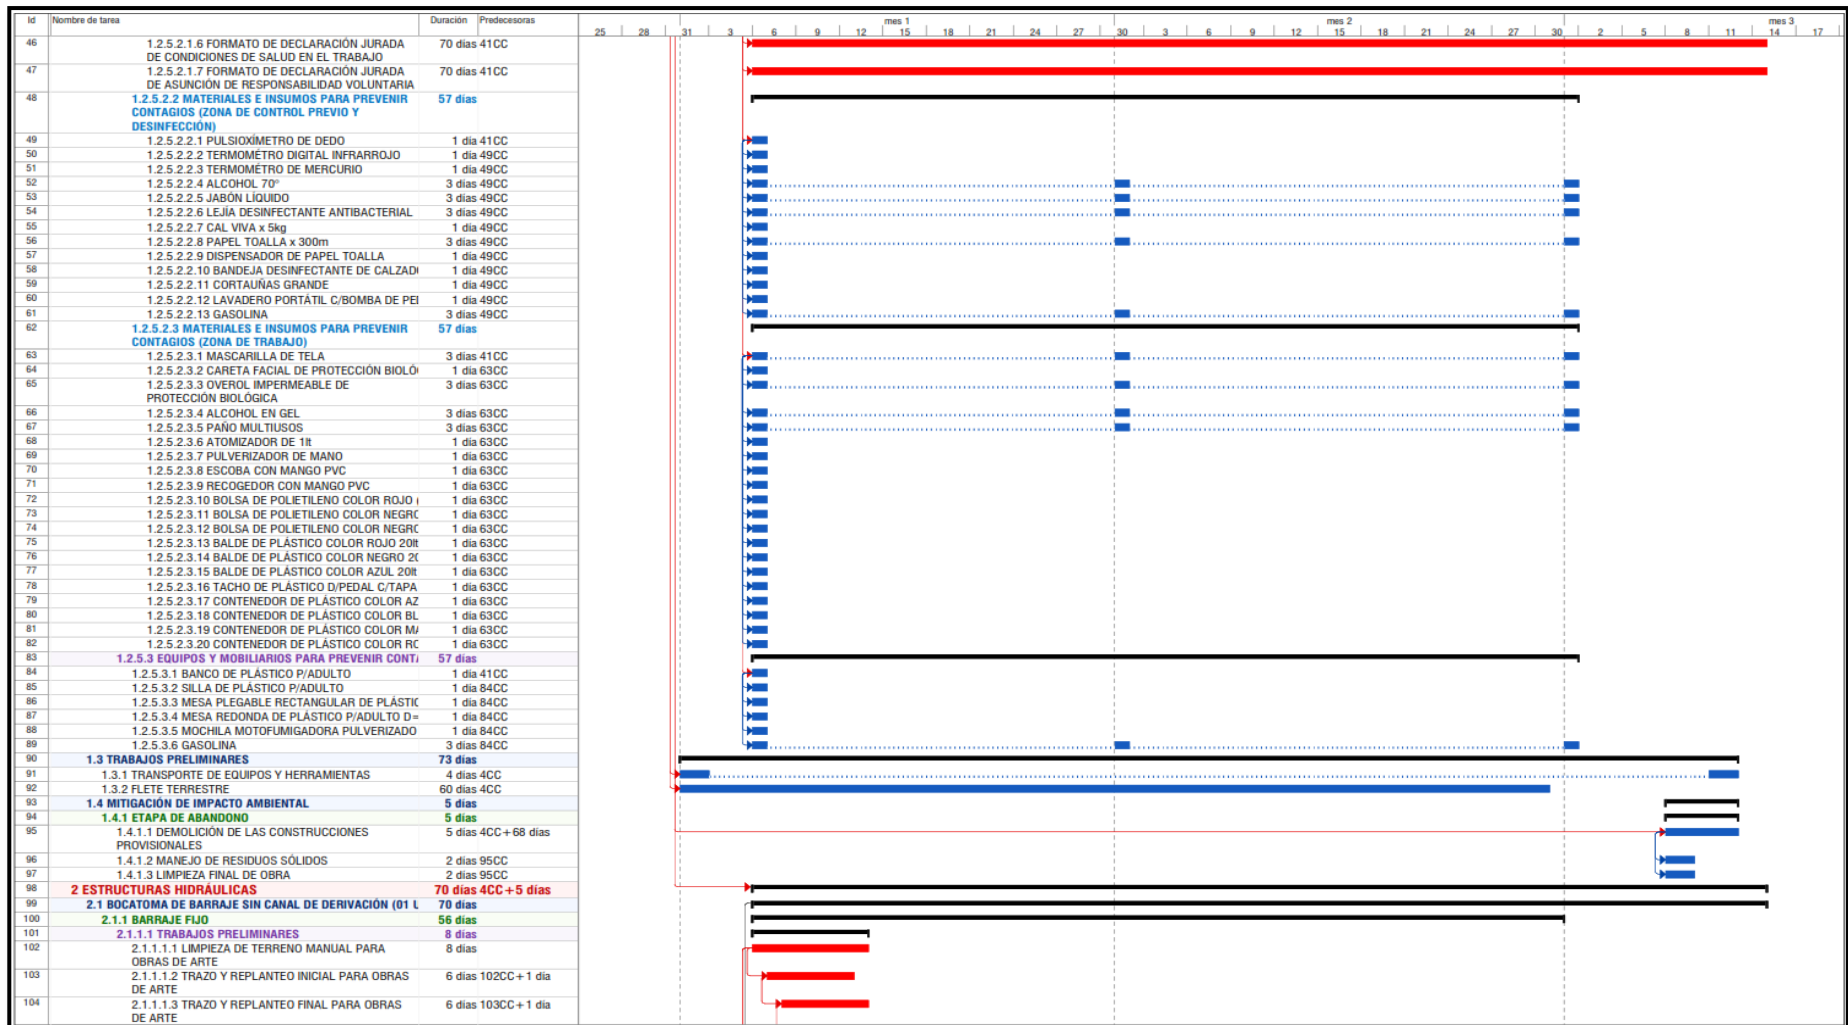 Id Nombre de tarea Duración Predecesoras mes 1 mes 2 mes 3
25 28 31 3 6 9 12 15 18 21 24 27 30 3 6 9 12 15 18 21 24 27 30 2 5 8 11 14 17
46 1.2.5.2.1.6 FORMATO DE DECLARACIÓN JURADA 70 días 41CC
DE CONDICIONES DE SALUD EN EL TRABAJO
47 1.2.5.2.1.7 FORMATO DE DECLARACIÓN JURADA 70 días 41CC
DE ASUNCIÓN DE RESPONSABILIDAD VOLUNTARIA
48 1.2.5.2.2 MATERIALES E INSUMOS PARA PREVENIR 57 días
CONTAGIOS (ZONA DE CONTROL PREVIO Y
DESINFECCIÓN)
49 1.2.5.2.2.1 PULSIOXÍMETRO DE DEDO 1 día 41CC
50 1.2.5.2.2.2 TERMOMÉTRO DIGITAL INFRARROJO 1 día 49CC
51 1.2.5.2.2.3 TERMOMÉTRO DE MERCURIO 1 día 49CC
52 1.2.5.2.2.4 ALCOHOL 70° 3 días 49CC
53 1.2.5.2.2.5 JABÓN LÍQUIDO 3 días 49CC
54 1.2.5.2.2.6 LEJÍA DESINFECTANTE ANTIBACTERIAL 3 días 49CC
55 1.2.5.2.2.7 CAL VIVA x 5kg 1 día 49CC
56 1.2.5.2.2.8 PAPEL TOALLA x 300m 3 días 49CC
57 1.2.5.2.2.9 DISPENSADOR DE PAPEL TOALLA 1 día 49CC
58 1.2.5.2.2.10 BANDEJA DESINFECTANTE DE CALZAD 1 día 49CC
59 1.2.5.2.2.11 CORTAUÑAS GRANDE 1 día 49CC
60 1.2.5.2.2.12 LAVADERO PORTÁTIL C/BOMBA DE PE 1 día 49CC
61 1.2.5.2.2.13 GASOLINA 3 días 49CC
62 1.2.5.2.3 MATERIALES E INSUMOS PARA PREVENIR 57 días
CONTAGIOS (ZONA DE TRABAJO)
63 1.2.5.2.3.1 MASCARILLA DE TELA 3 días 41CC
64 1.2.5.2.3.2 CARETA FACIAL DE PROTECCIÓN BIOLÓ 1 día 63CC
65 1.2.5.2.3.3 OVEROL IMPERMEABLE DE 3 días 63CC
PROTECCIÓN BIOLÓGICA
66 1.2.5.2.3.4 ALCOHOL EN GEL 3 días 63CC
67 1.2.5.2.3.5 PAÑO MULTIUSOS 3 días 63CC
68 1.2.5.2.3.6 ATOMIZADOR DE 1lt 1 día 63CC
69 1.2.5.2.3.7 PULVERIZADOR DE MANO 1 día 63CC
70 1.2.5.2.3.8 ESCOBA CON MANGO PVC 1 día 63CC
71 1.2.5.2.3.9 RECOGEDOR CON MANGO PVC 1 día 63CC
72 1.2.5.2.3.10 BOLSA DE POLIETILENO COLOR ROJO 1 día 63CC
73 1.2.5.2.3.11 BOLSA DE POLIETILENO COLOR NEGRO 1 día 63CC
74 1.2.5.2.3.12 BOLSA DE POLIETILENO COLOR NEGRO 1 día 63CC
75 1.2.5.2.3.13 BALDE DE PLÁSTICO COLOR ROJO 20lt 1 día 63CC
76 1.2.5.2.3.14 BALDE DE PLÁSTICO COLOR NEGRO 20 1 día 63CC
77 1.2.5.2.3.15 BALDE DE PLÁSTICO COLOR AZUL 20lt 1 día 63CC
78 1.2.5.2.3.16 TACHO DE PLÁSTICO D/PEDAL C/TAPA 1 día 63CC
79 1.2.5.2.3.17 CONTENEDOR DE PLÁSTICO COLOR AZ 1 día 63CC
80 1.2.5.2.3.18 CONTENEDOR DE PLÁSTICO COLOR BL 1 día 63CC
81 1.2.5.2.3.19 CONTENEDOR DE PLÁSTICO COLOR MA 1 día 63CC
82 1.2.5.2.3.20 CONTENEDOR DE PLÁSTICO COLOR RO 1 día 63CC
83 1.2.5.3 EQUIPOS Y MOBILIARIOS PARA PREVENIR CONTA 57 días
84 1.2.5.3.1 BANCO DE PLÁSTICO P/ADULTO 1 día 41CC
85 1.2.5.3.2 SILLA DE PLÁSTICO P/ADULTO 1 día 84CC
86 1.2.5.3.3 MESA PLEGABLE RECTANGULAR DE PLÁSTIC 1 día 84CC
87 1.2.5.3.4 MESA REDONDA DE PLÁSTICO P/ADULTO D= 1 día 84CC
88 1.2.5.3.5 MOCHILA MOTOFUMIGADORA PULVERIZADO 1 día 84CC
89 1.2.5.3.6 GASOLINA 3 días 84CC
90 1.3 TRABAJOS PRELIMINARES 73 días
91 1.3.1 TRANSPORTE DE EQUIPOS Y HERRAMIENTAS 4 días 4CC
92 1.3.2 FLETE TERRESTRE 60 días 4CC
93 1.4 MITIGACIÓN DE IMPACTO AMBIENTAL 5 días
94 1.4.1 ETAPA DE ABANDONO 5 días
95 1.4.1.1 DEMOLICIÓN DE LAS CONSTRUCCIONES 5 días 4CC+68 días
PROVISIONALES
96 1.4.1.2 MANEJO DE RESIDUOS SÓLIDOS 2 días 95CC
97 1.4.1.3 LIMPIEZA FINAL DE OBRA 2 días 95CC
98 2 ESTRUCTURAS HIDRÁULICAS 70 días 4CC+5 días
99 2.1 BOCATOMA DE BARRAJE SIN CANAL DE DERIVACIÓN (01 U 70 días
100 2.1.1 BARRAJE FIJO 56 días
101 2.1.1.1 TRABAJOS PRELIMINARES 8 días
102 2.1.1.1.1 LIMPIEZA DE TERRENO MANUAL PARA 8 días
OBRAS DE ARTE
103 2.1.1.1.2 TRAZO Y REPLANTEO INICIAL PARA OBRAS 6 días 102CC+1 día
DE ARTE
104 2.1.1.1.3 TRAZO Y REPLANTEO FINAL PARA OBRAS 6 días 103CC+1 día
DE ARTE